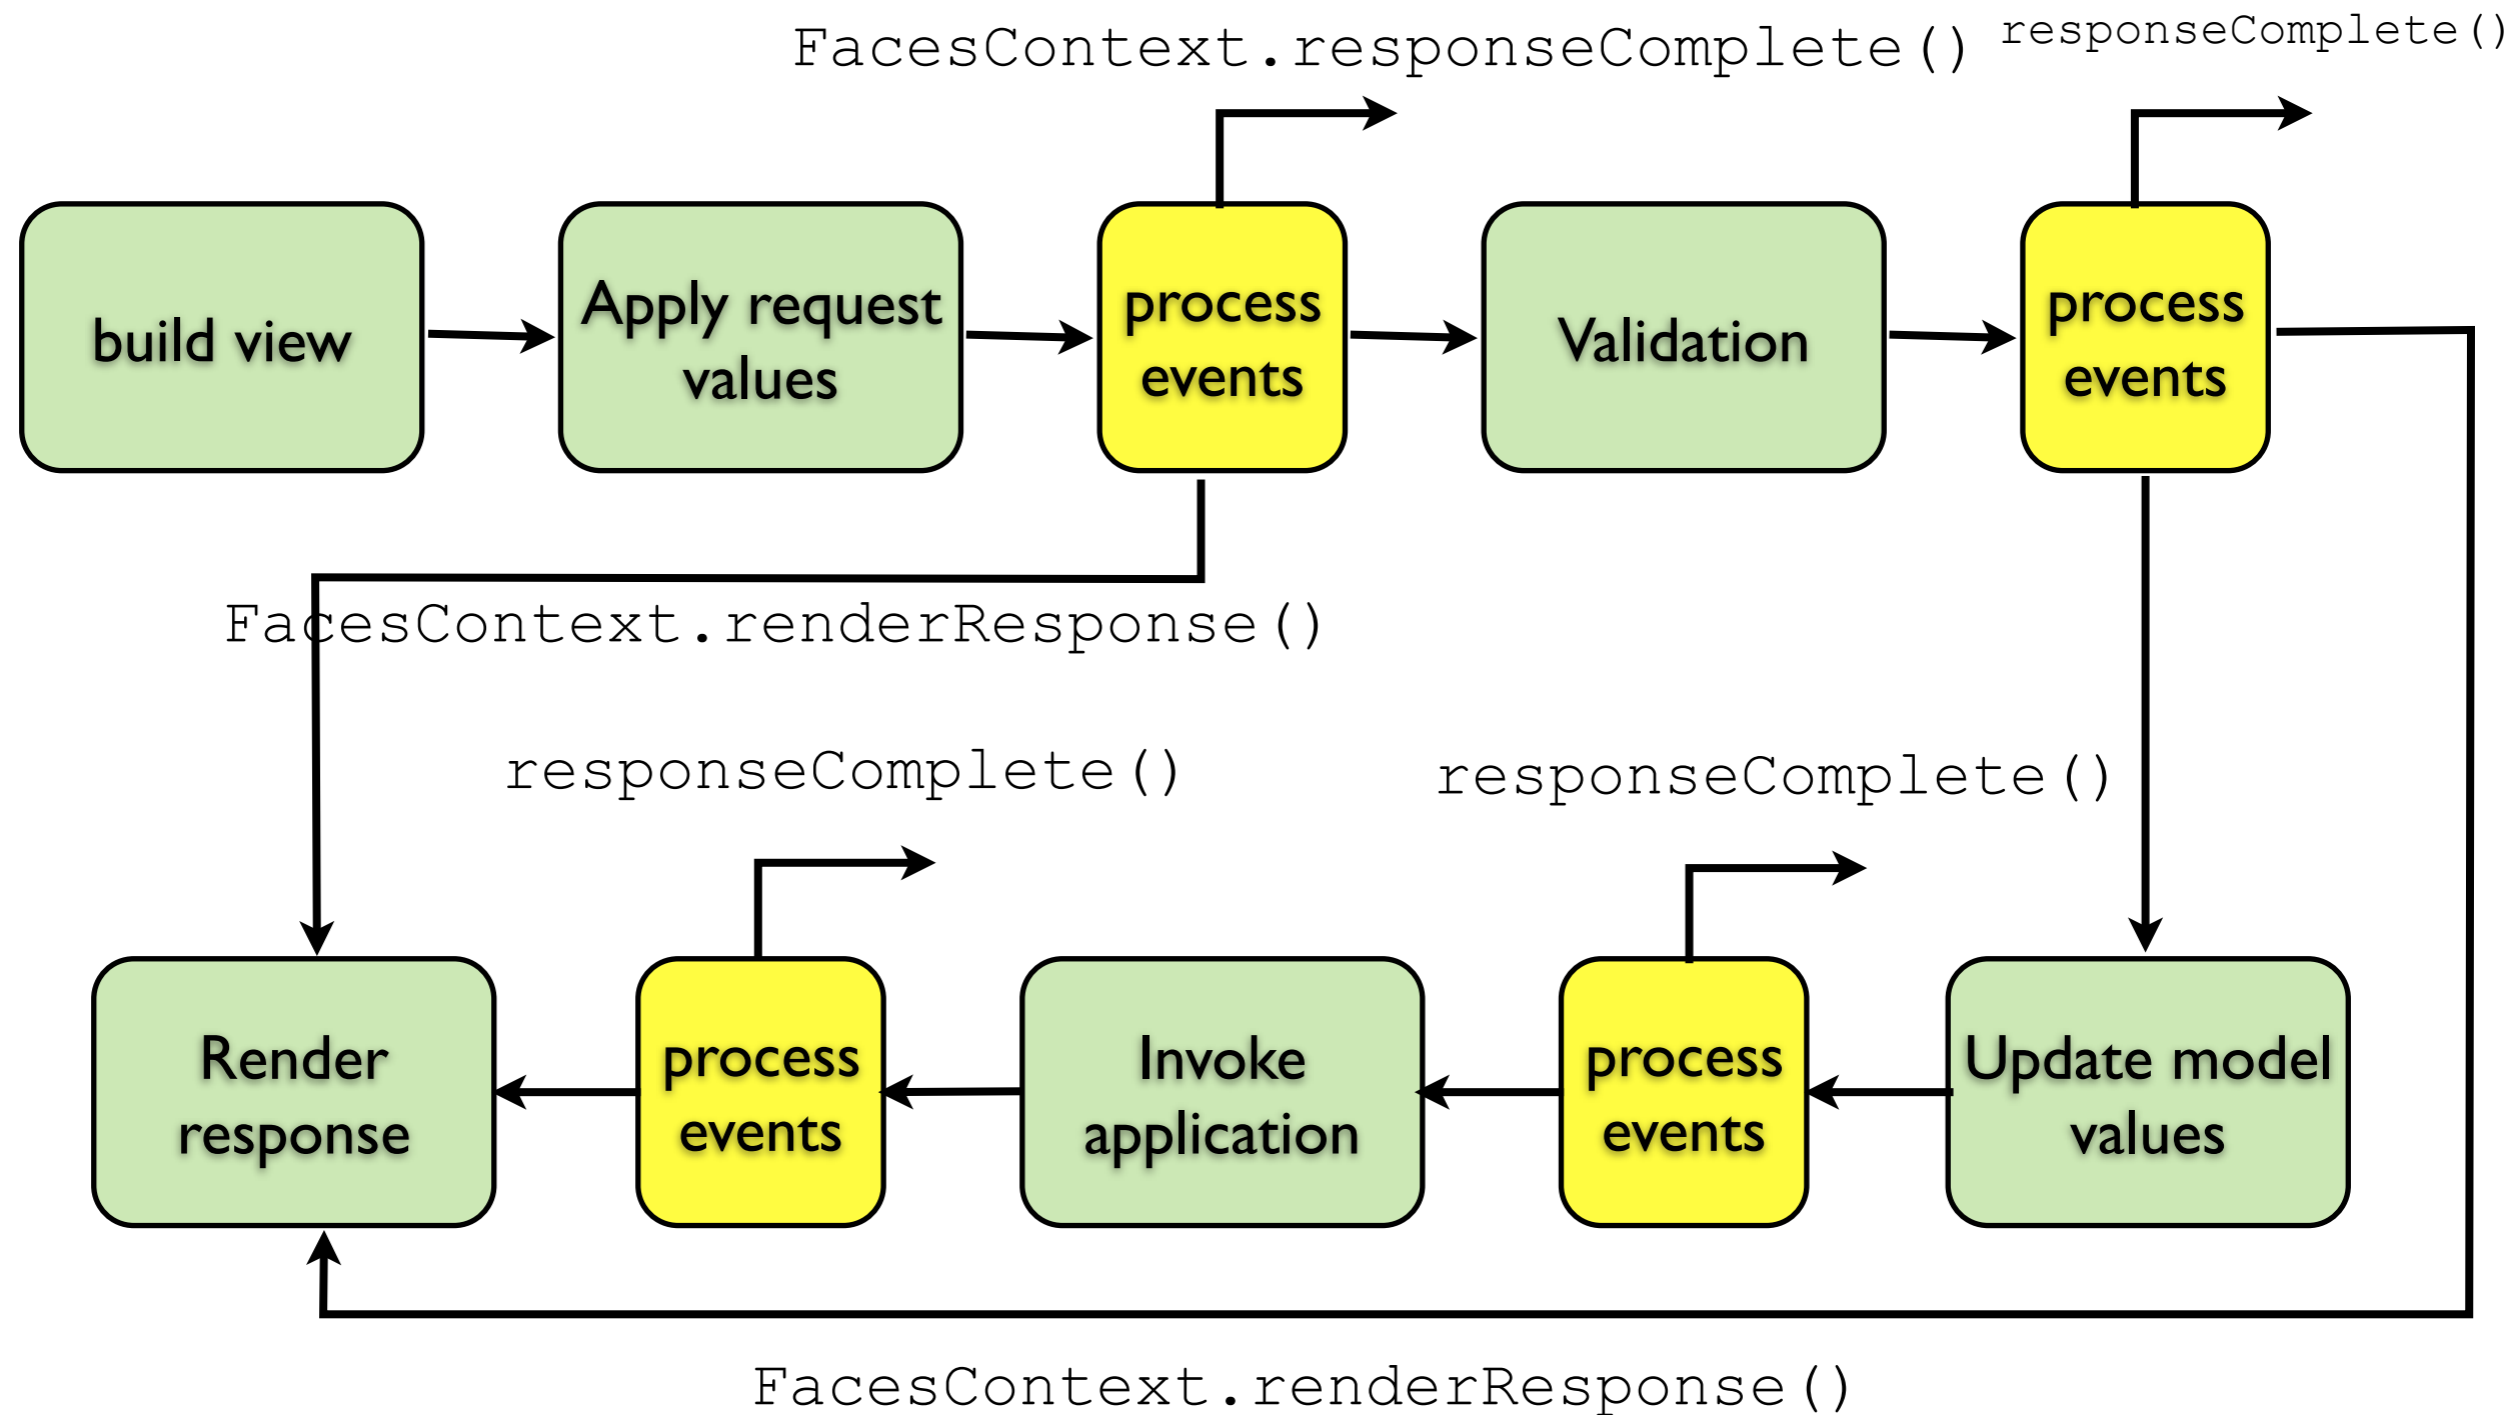 FacesContext.responseComplete()
responseComplete()
build view
Apply request
values
process
events
Validation
process
events
FacesContext.renderResponse()
responseComplete()
responseComplete()
Render
response
process
events
Invoke
application
process
events
Update model
values
FacesContext.renderResponse()